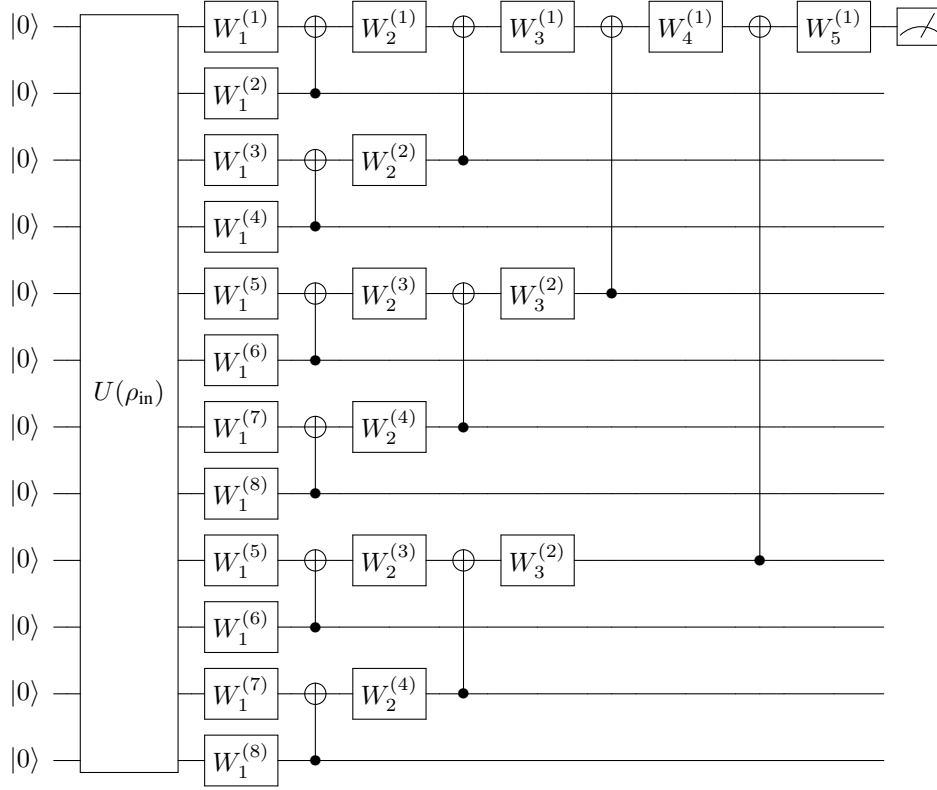 |0⟩ W₁⁽¹⁾ W₂⁽¹⁾ W₃⁽¹⁾ W₄⁽¹⁾ W₅⁽¹⁾
|0⟩ W₁⁽²⁾
|0⟩ W₁⁽³⁾ W₂⁽²⁾
|0⟩ W₁⁽⁴⁾
|0⟩ W₁⁽⁵⁾ W₂⁽³⁾ W₃⁽²⁾
|0⟩ W₁⁽⁶⁾
U(ρ_in)
|0⟩ W₁⁽⁷⁾ W₂⁽⁴⁾
|0⟩ W₁⁽⁸⁾
|0⟩ W₁⁽⁵⁾ W₂⁽³⁾ W₃⁽²⁾
|0⟩ W₁⁽⁶⁾
|0⟩ W₁⁽⁷⁾ W₂⁽⁴⁾
|0⟩ W₁⁽⁸⁾